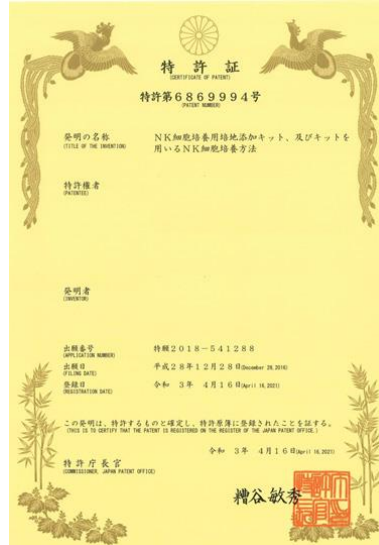 特許証
(CERTIFICATE OF PATENT)
特許第6869994号
(PATENT NUMBER)
発明の名称
(TITLE OF THE INVENTION)
NK細胞培養用培地添加キット、及びキットを
用いるNK細胞培養方法
特許権者
(PATENTEE)
発明者
(INVENTOR)
出願番号
(APPLICATION NUMBER)
特願2018-541288
出願日
(FILING DATE)
平成28年12月28日(December 28,2016)
登録日
(REGISTRATION DATE)
令和 3年 4月16日(April 16,2021)
この発明は、特許するものと確定し、特許原簿に登録されたことを証する。
(THIS IS TO CERTIFY THAT THE PATENT IS REGISTERED ON THE REGISTER OF THE JAPAN PATENT OFFICE.)
令和 3年 4月16日(April 16,2021)
特許庁長官
(COMMISSIONER, JAPAN PATENT OFFICE)
糟谷敏秀